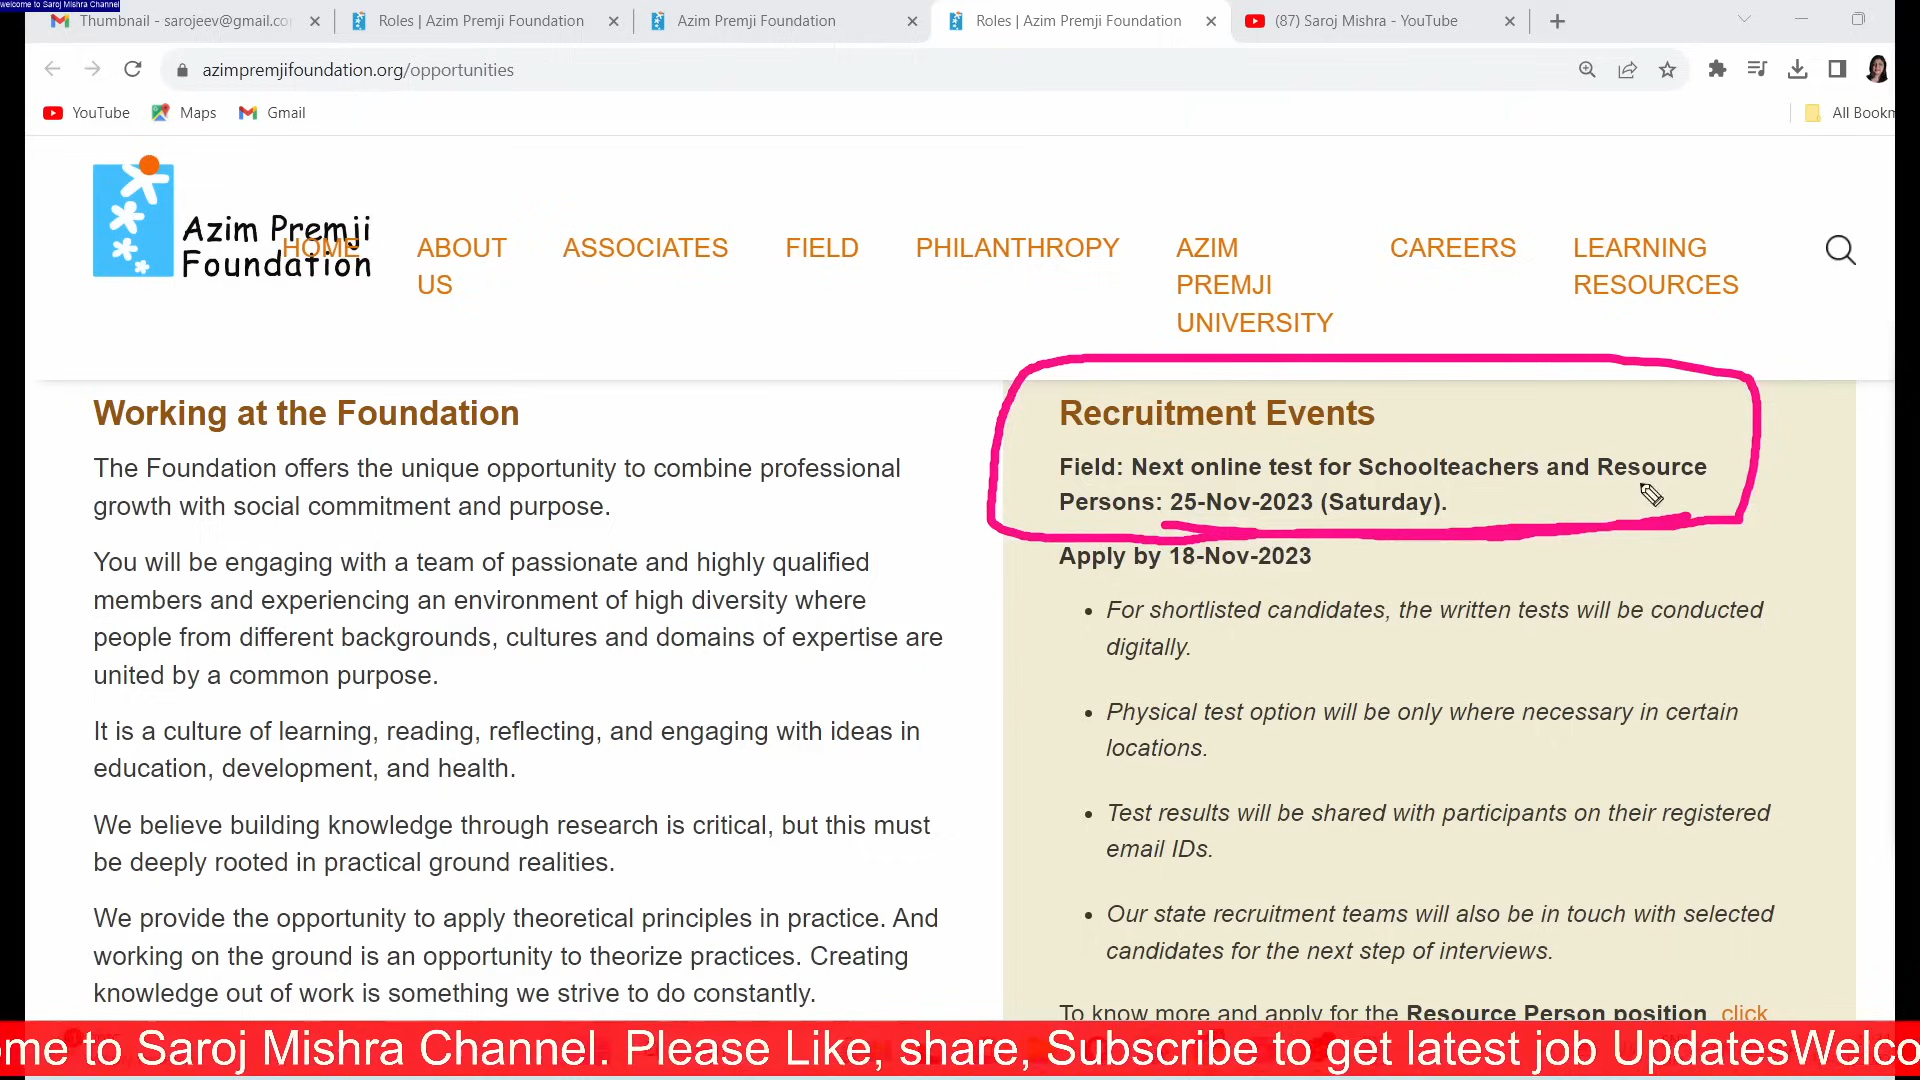 welcome to Saroj Mishra Channel
Thumbnail - sarojeev@gmail.co
Roles | Azim Premji Foundation
Azim Premji Foundation
Roles | Azim Premji Foundation
(87) Saroj Mishra - YouTube
azimpremjifoundation.org/opportunities
YouTube
Maps
Gmail
All Bookm
Azim Premji
Foundation
HOME
ABOUT
US
ASSOCIATES
FIELD
PHILANTHROPY
AZIM
PREMJI
UNIVERSITY
CAREERS
LEARNING
RESOURCES
Working at the Foundation
The Foundation offers the unique opportunity to combine professional
growth with social commitment and purpose.
You will be engaging with a team of passionate and highly qualified
members and experiencing an environment of high diversity where
people from different backgrounds, cultures and domains of expertise are
united by a common purpose.
It is a culture of learning, reading, reflecting, and engaging with ideas in
education, development, and health.
We believe building knowledge through research is critical, but this must
be deeply rooted in practical ground realities.
We provide the opportunity to apply theoretical principles in practice. And
working on the ground is an opportunity to theorize practices. Creating
knowledge out of work is something we strive to do constantly.
Recruitment Events
Field: Next online test for Schoolteachers and Resource
Persons: 25-Nov-2023 (Saturday).
Apply by 18-Nov-2023
• For shortlisted candidates, the written tests will be conducted
digitally.
• Physical test option will be only where necessary in certain
locations.
• Test results will be shared with participants on their registered
email IDs.
• Our state recruitment teams will also be in touch with selected
candidates for the next step of interviews.
To know more and apply for the Resource Person position, click
ome to Saroj Mishra Channel. Please Like, share, Subscribe to get latest job UpdatesWelco